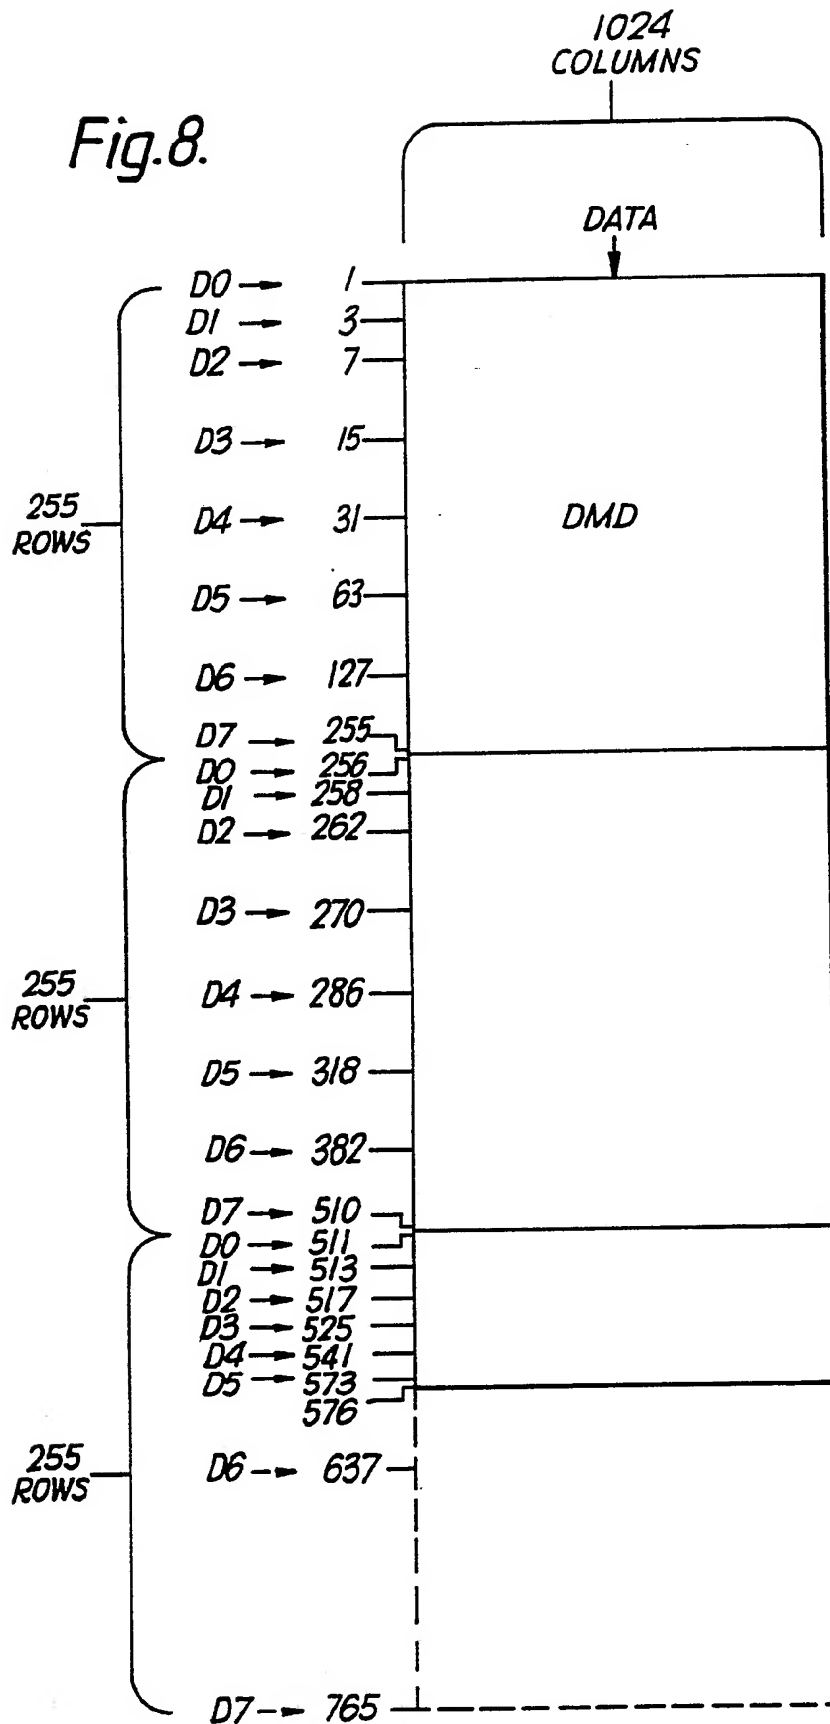 1024
COLUMNS
Fig.8.
DATA
D0 → 1
D1 → 3
D2 → 7
D3 → 15
255
ROWS
D4 → 31
DMD
D5 → 63
D6 → 127
D7 → 255
D0 → 256
D1 → 258
D2 → 262
D3 → 270
255
ROWS
D4 → 286
D5 → 318
D6 → 382
D7 → 510
D0 → 511
D1 → 513
D2 → 517
D3 → 525
D4 → 541
D5 → 573
576
255
ROWS
D6 → 637
D7 → 765